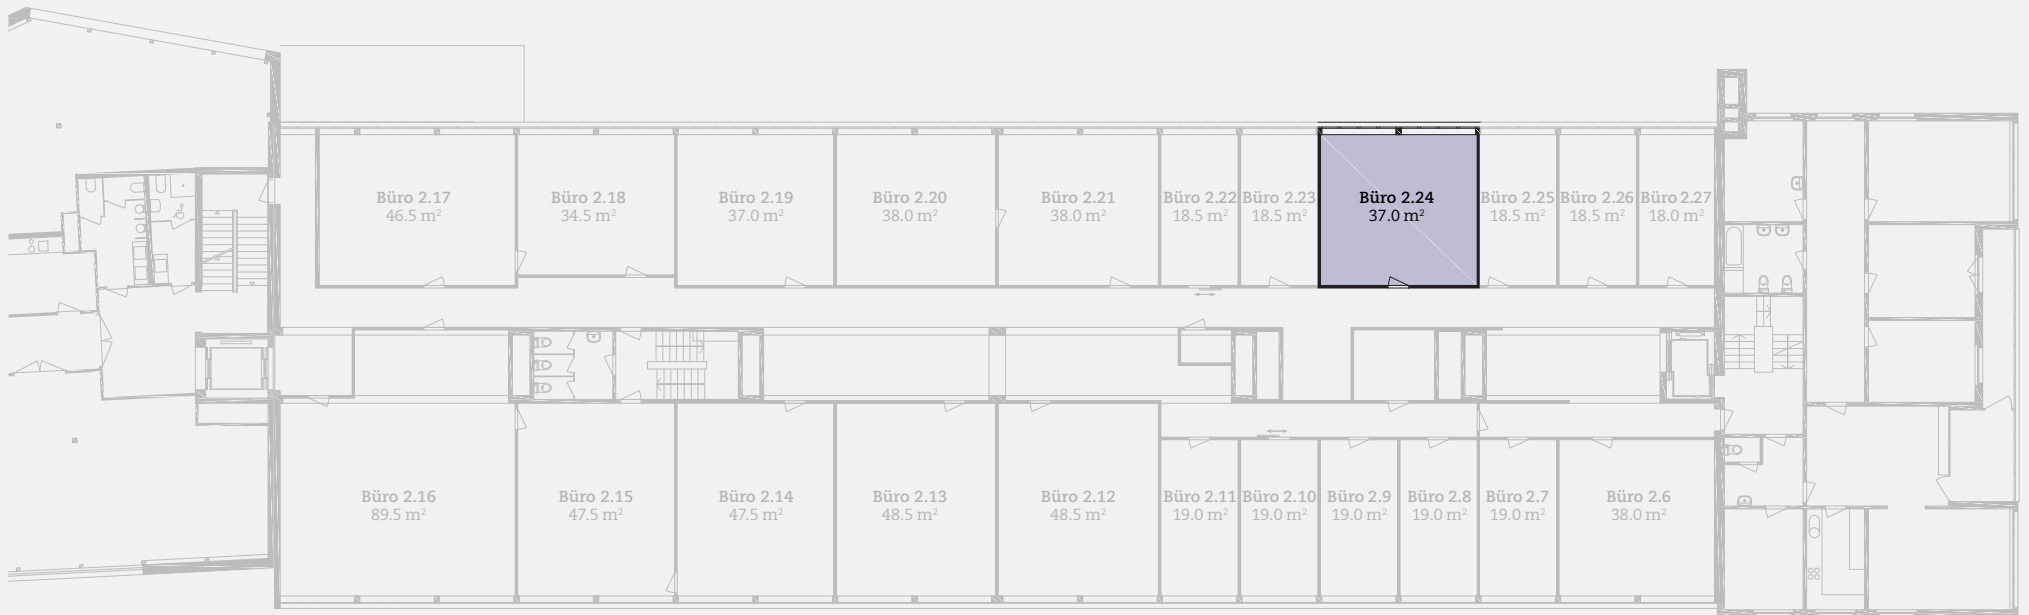 Büro 2.17
46.5 m²
Büro 2.18
34.5 m²
Büro 2.19
37.0 m²
Büro 2.20
38.0 m²
Büro 2.21
38.0 m²
Büro 2.22
18.5 m²
Büro 2.23
18.5 m²
Büro 2.24
37.0 m²
Büro 2.25
18.5 m²
Büro 2.26
18.5 m²
Büro 2.27
18.0 m²
Büro 2.16
89.5 m²
Büro 2.15
47.5 m²
Büro 2.14
47.5 m²
Büro 2.13
48.5 m²
Büro 2.12
48.5 m²
Büro 2.11
19.0 m²
Büro 2.10
19.0 m²
Büro 2.9
19.0 m²
Büro 2.8
19.0 m²
Büro 2.7
19.0 m²
Büro 2.6
38.0 m²